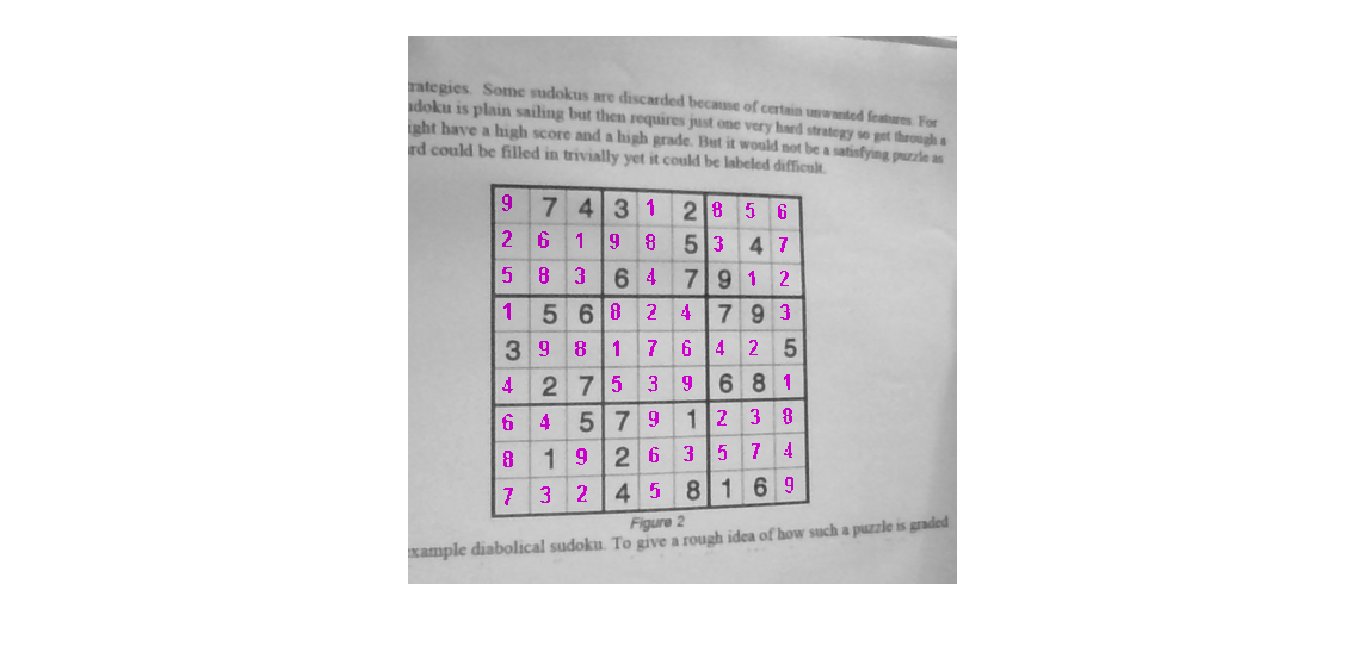 rategies. Some sudokus are discarded because of certain unwanted features. For
idoku is plain sailing but then requires just one very hard strategy so get through a
ight have a high score and a high grade. But it would not be a satisfying puzzle as
rd could be filled in trivially yet it could be labeled difficult.
9 7 4 3 1 2 8 5 6
2 6 1 9 8 5 3 4 7
5 8 3 6 4 7 9 1 2
1 5 6 8 2 4 7 9 3
3 9 8 1 7 6 4 2 5
4 2 7 5 3 9 6 8 1
6 4 5 7 9 1 2 3 8
8 1 9 2 6 3 5 7 4
7 3 2 4 5 8 1 6 9
Figure 2
xample diabolical sudoku. To give a rough idea of how such a puzzle is graded